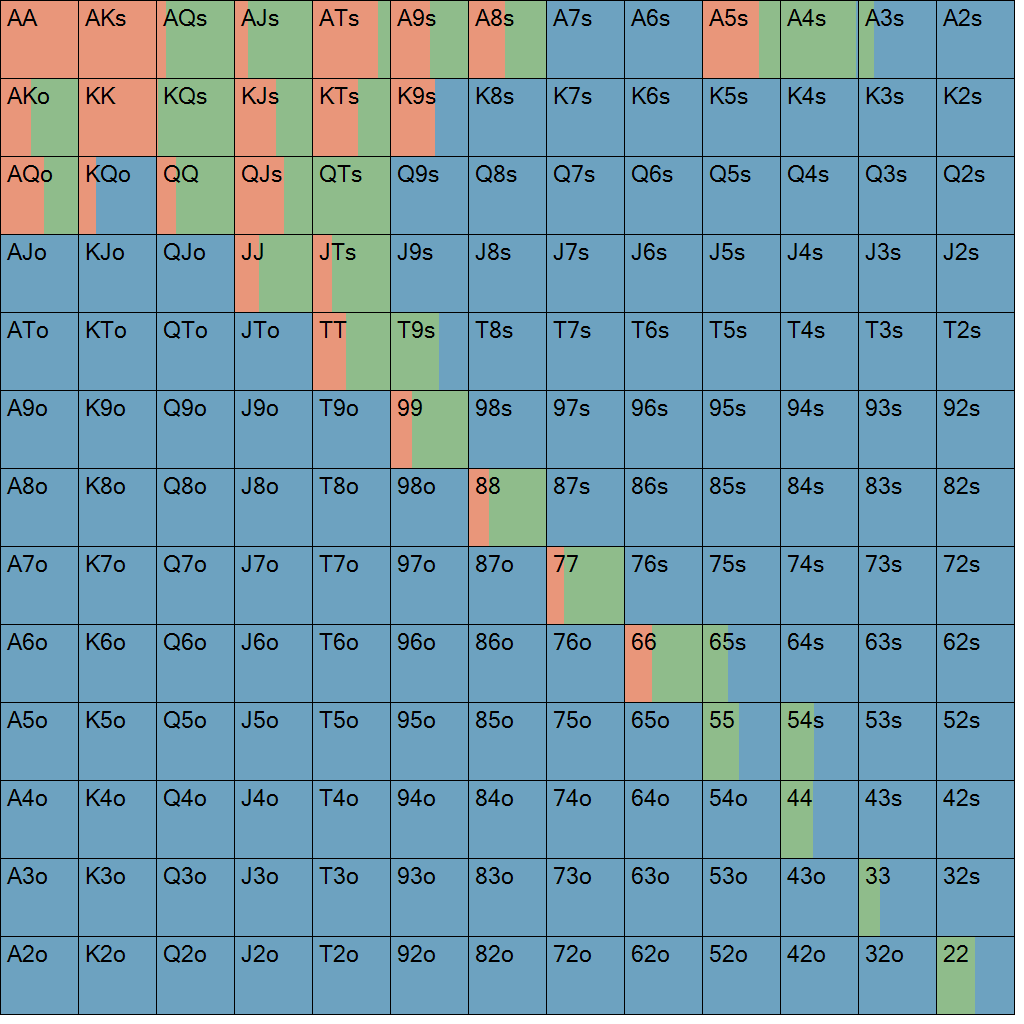 AA AKs AQs AJs ATs A9s A8s A7s A6s A5s A4s A3s A2s
AKo KK KQs KJs KTs K9s K8s K7s K6s K5s K4s K3s K2s
AQo KQo QQ QJs QTs Q9s Q8s Q7s Q6s Q5s Q4s Q3s Q2s
AJo KJo QJo JJ JTs J9s J8s J7s J6s J5s J4s J3s J2s
ATo KTo QTo JTo TT T9s T8s T7s T6s T5s T4s T3s T2s
A9o K9o Q9o J9o T9o 99 98s 97s 96s 95s 94s 93s 92s
A8o K8o Q8o J8o T8o 98o 88 87s 86s 85s 84s 83s 82s
A7o K7o Q7o J7o T7o 97o 87o 77 76s 75s 74s 73s 72s
A6o K6o Q6o J6o T6o 96o 86o 76o 66 65s 64s 63s 62s
A5o K5o Q5o J5o T5o 95o 85o 75o 65o 55 54s 53s 52s
A4o K4o Q4o J4o T4o 94o 84o 74o 64o 54o 44 43s 42s
A3o K3o Q3o J3o T3o 93o 83o 73o 63o 53o 43o 33 32s
A2o K2o Q2o J2o T2o 92o 82o 72o 62o 52o 42o 32o 22